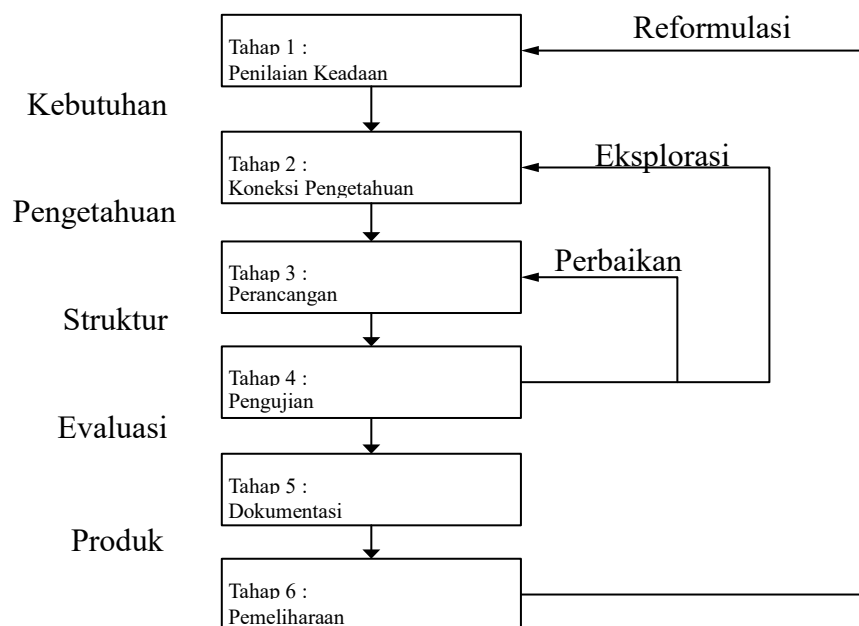 Reformulasi
Tahap 1 :
Penilaian Keadaan
Kebutuhan
Tahap 2 :
Koneksi Pengetahuan
Eksplorasi
Pengetahuan
Tahap 3 :
Perancangan
Perbaikan
Struktur
Tahap 4 :
Pengujian
Evaluasi
Tahap 5 :
Dokumentasi
Produk
Tahap 6 :
Pemeliharaan